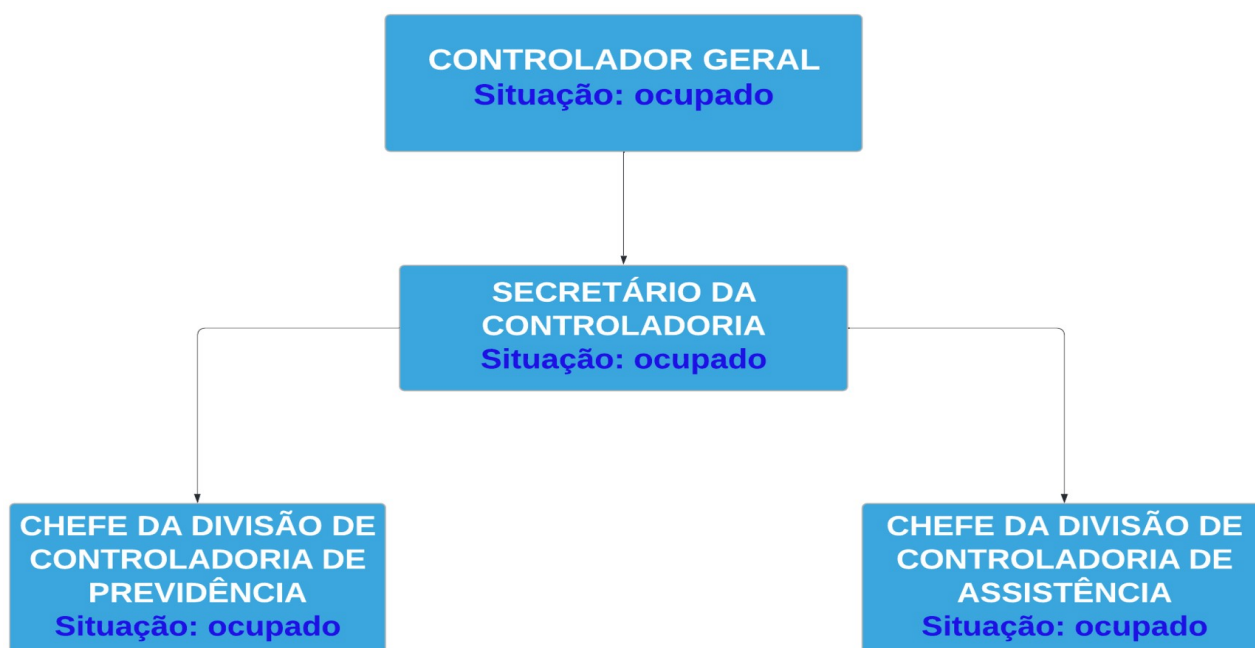 CONTROLADOR GERAL
Situação: ocupado
SECRETÁRIO DA
CONTROLADORIA
Situação: ocupado
CHEFE DA DIVISÃO DE
CONTROLADORIA DE
PREVIDÊNCIA
Situação: ocupado
CHEFE DA DIVISÃO DE
CONTROLADORIA DE
ASSISTÊNCIA
Situação: ocupado